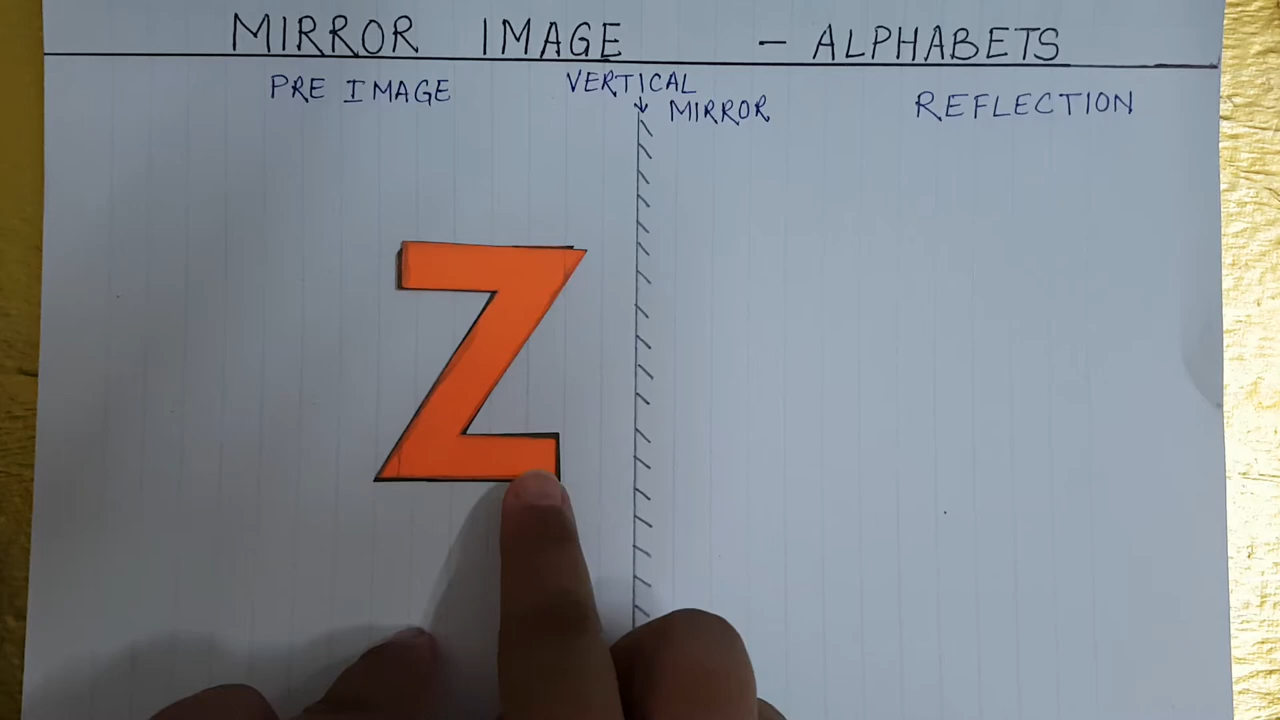 MIRROR IMAGE - ALPHABETS
PRE IMAGE
VERTICAL
MIRROR
REFLECTION
Z